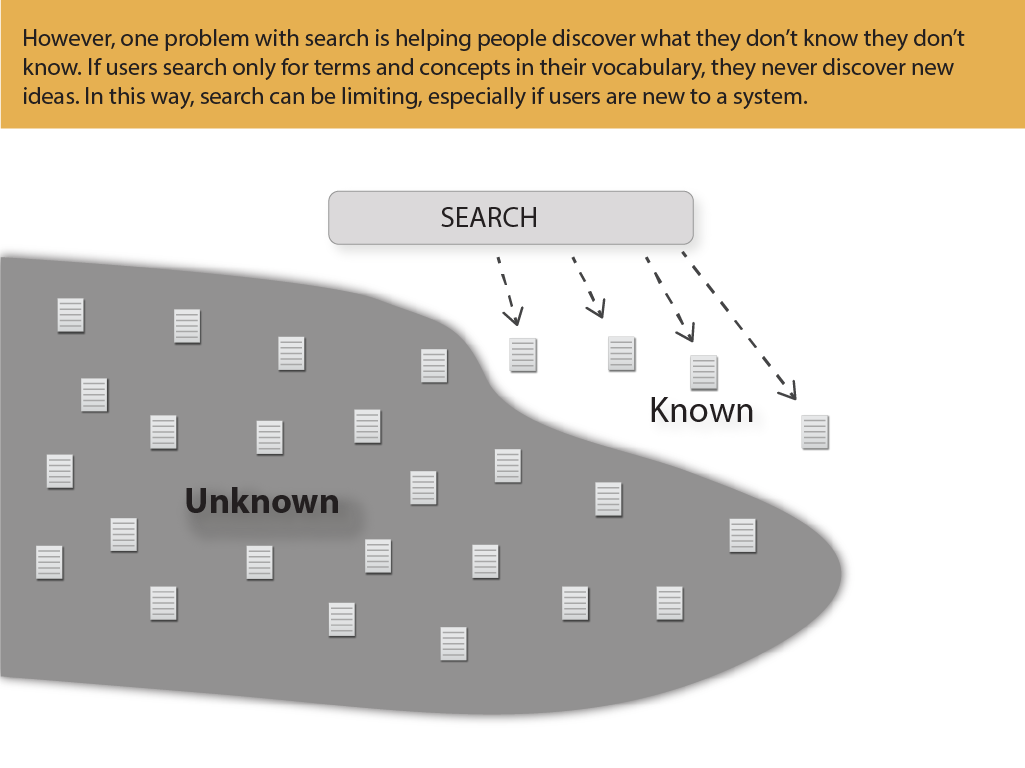 However, one problem with search is helping people discover what they don’t know they don’t
know. If users search only for terms and concepts in their vocabulary, they never discover new
ideas. In this way, search can be limiting, especially if users are new to a system.
SEARCH
Known
Unknown